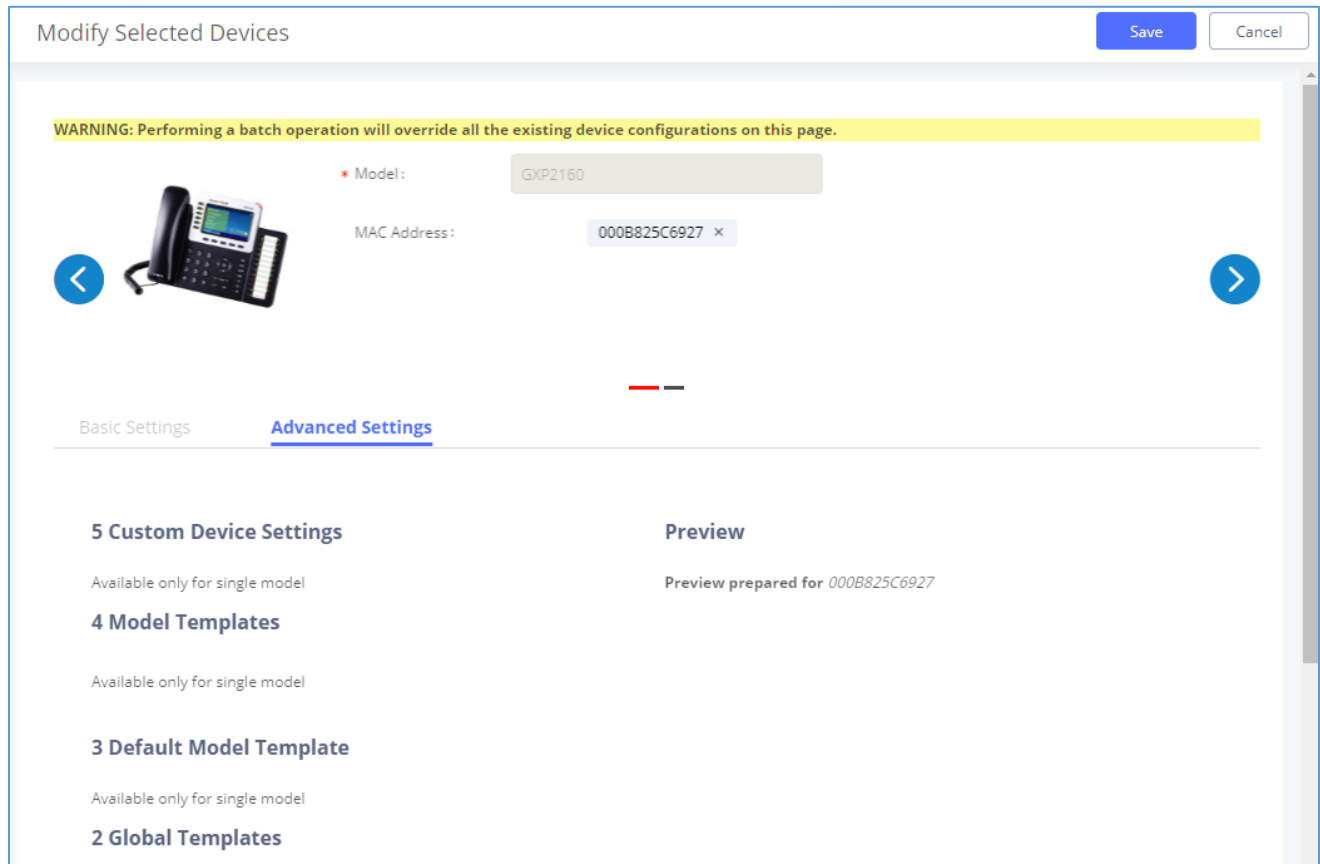 Modify Selected Devices
Save
Cancel
WARNING: Performing a batch operation will override all the existing device configurations on this page.
* Model :
GXP2160
MAC Address :
000B825C6927 ×
Basic Settings
Advanced Settings
5 Custom Device Settings
Preview
Available only for single model
Preview prepared for 000B825C6927
4 Model Templates
Available only for single model
3 Default Model Template
Available only for single model
2 Global Templates